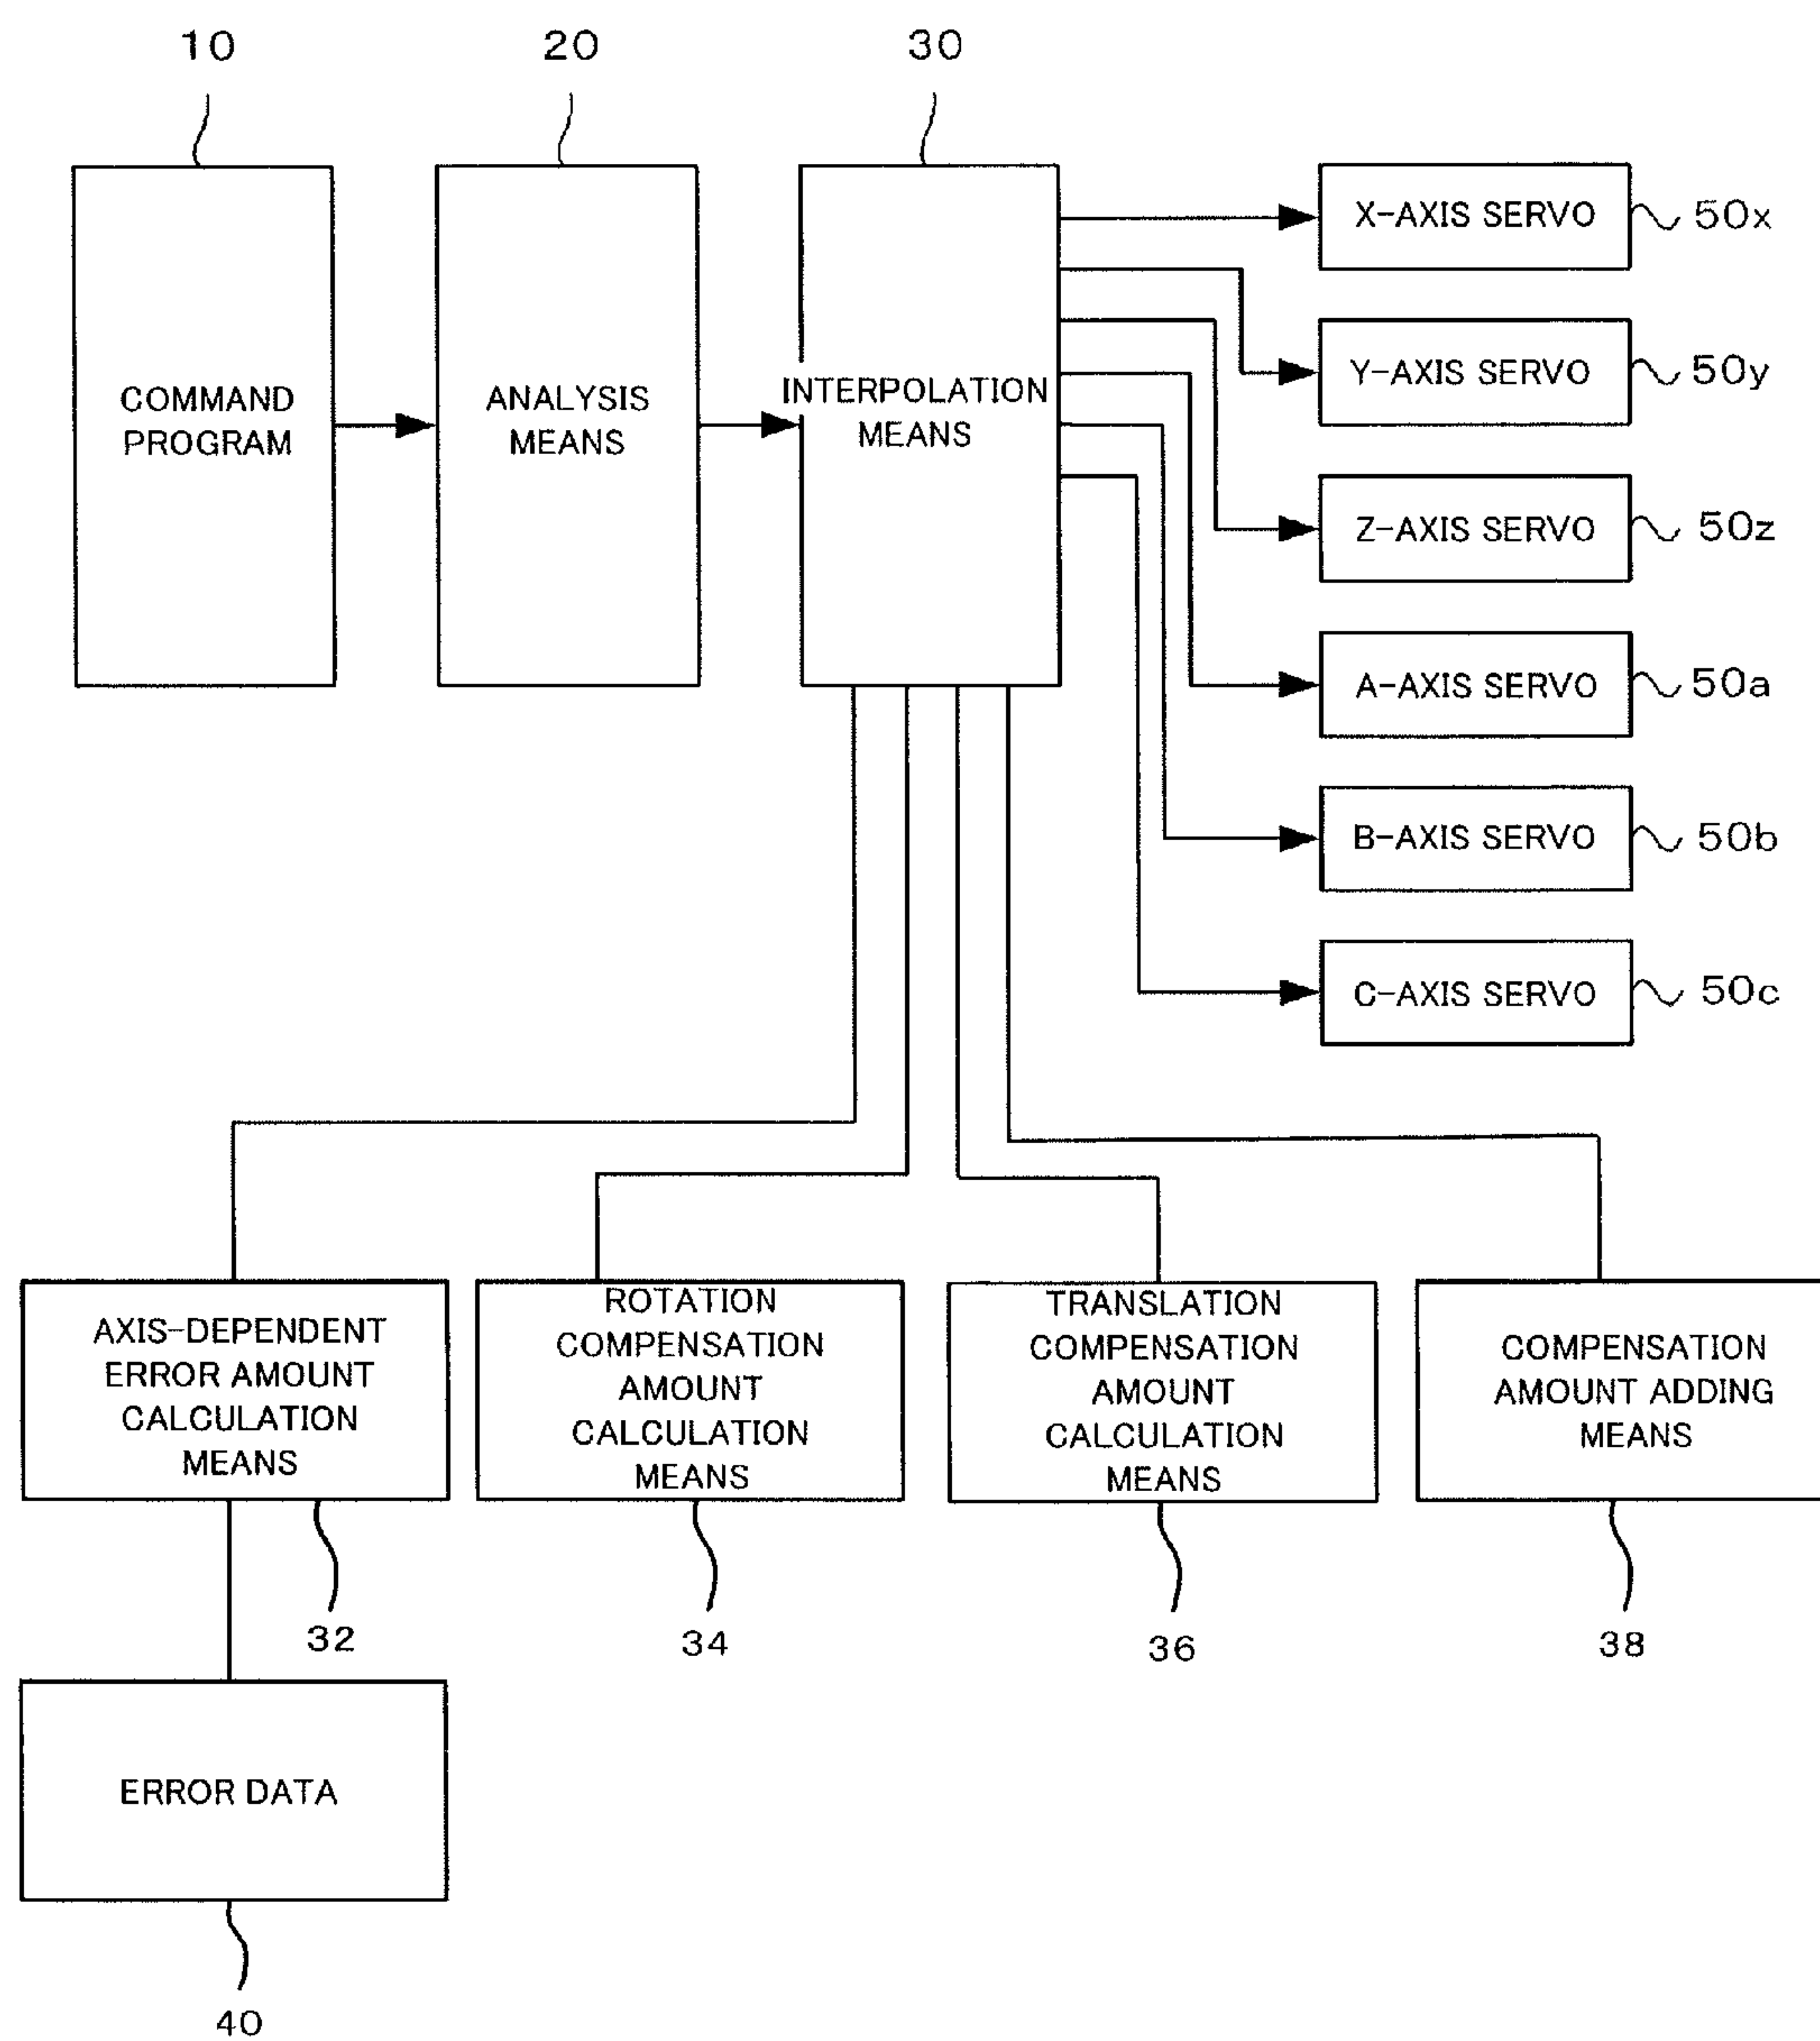 10
20
30
COMMAND
PROGRAM
ANALYSIS
MEANS
INTERPOLATION
MEANS
X-AXIS SERVO
50x
Y-AXIS SERVO
50y
Z-AXIS SERVO
50z
A-AXIS SERVO
50a
B-AXIS SERVO
50b
C-AXIS SERVO
50c
AXIS-DEPENDENT
ERROR AMOUNT
CALCULATION
MEANS
32
ROTATION
COMPENSATION
AMOUNT
CALCULATION
MEANS
34
TRANSLATION
COMPENSATION
AMOUNT
CALCULATION
MEANS
36
COMPENSATION
AMOUNT ADDING
MEANS
38
ERROR DATA
40